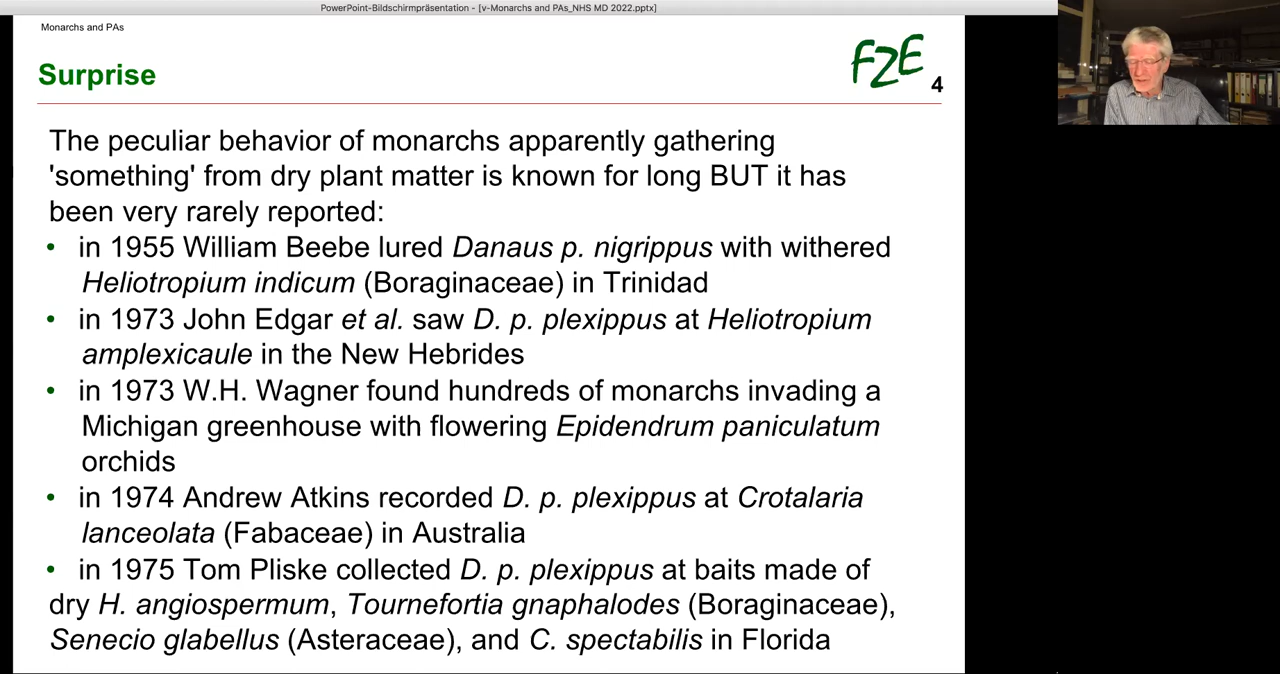 PowerPoint-Bildschirmpräsentation - [v-Monarchs and PAs_NHS MD 2022.pptx]
Monarchs and PAs
Surprise
FZE
4
The peculiar behavior of monarchs apparently gathering
'something' from dry plant matter is known for long BUT it has
been very rarely reported:
• in 1955 William Beebe lured Danaus p. nigrippus with withered
Heliotropium indicum (Boraginaceae) in Trinidad
• in 1973 John Edgar et al. saw D. p. plexippus at Heliotropium
amplexicaule in the New Hebrides
• in 1973 W.H. Wagner found hundreds of monarchs invading a
Michigan greenhouse with flowering Epidendrum paniculatum
orchids
• in 1974 Andrew Atkins recorded D. p. plexippus at Crotalaria
lanceolata (Fabaceae) in Australia
• in 1975 Tom Pliske collected D. p. plexippus at baits made of
dry H. angiospermum, Tournefortia gnaphalodes (Boraginaceae),
Senecio glabellus (Asteraceae), and C. spectabilis in Florida